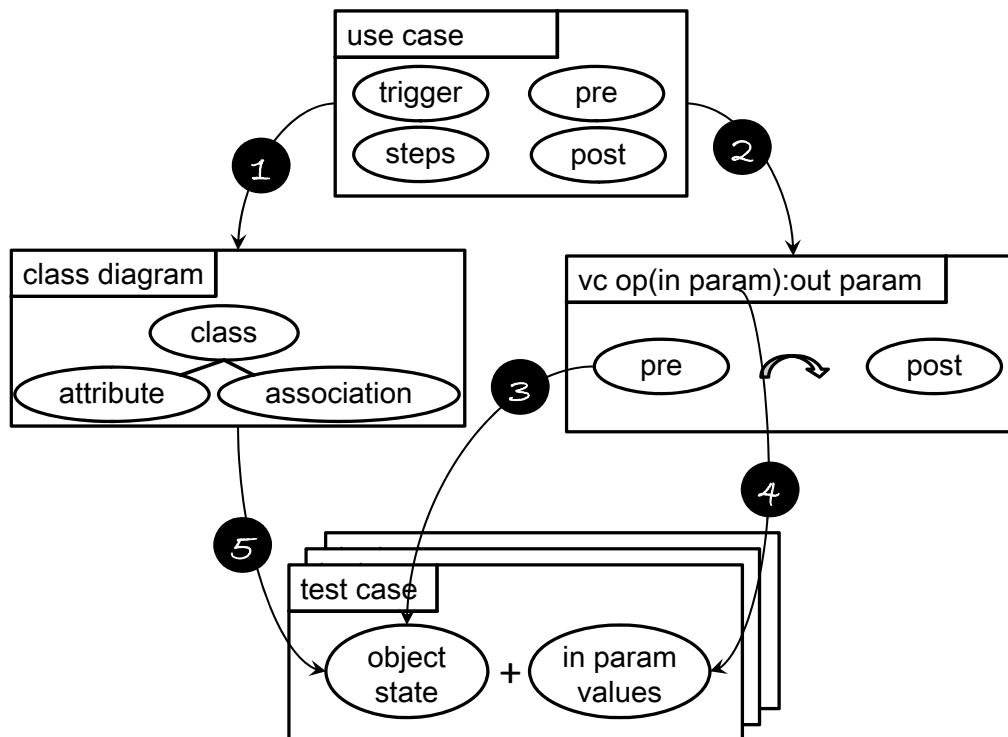 use case
trigger
pre
steps
post
1
2
class diagram
class
attribute
association
vc op(in param):out param
pre
post
3
4
5
test case
object
state
+
in param
values